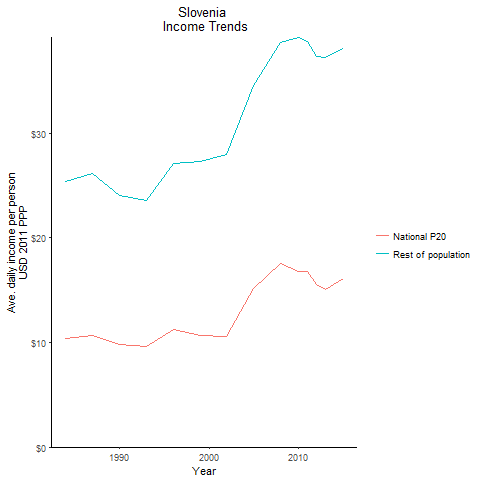 Slovenia
Income Trends
Ave. daily income per person
USD 2011 PPP
$30
$20
$10
$0
1990 2000 2010
Year
National P20
Rest of population